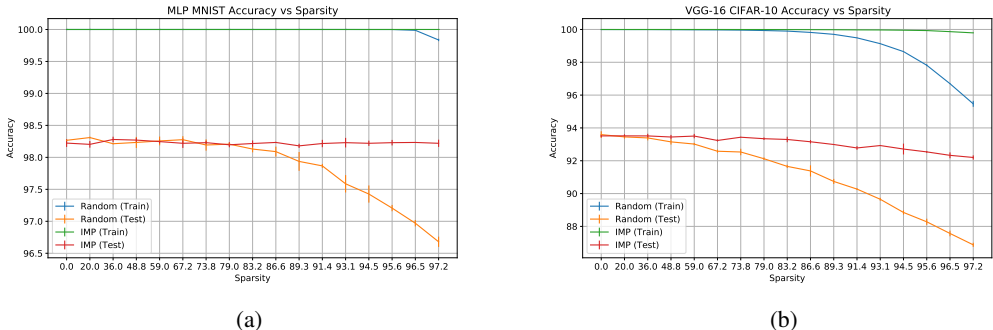 MLP MNIST Accuracy vs Sparsity
100.0
99.5
99.0
98.5
98.0
97.5
97.0
96.5
Accuracy
Random (Train)
Random (Test)
IMP (Train)
IMP (Test)
0.0 20.0 36.0 48.8 59.0 67.2 73.8 79.0 83.2 86.6 89.3 91.4 93.1 94.5 95.6 96.5 97.2
Sparsity
(a)
VGG-16 CIFAR-10 Accuracy vs Sparsity
100
98
96
94
92
90
88
Accuracy
Random (Train)
Random (Test)
IMP (Train)
IMP (Test)
0.0 20.0 36.0 48.8 59.0 67.2 73.8 79.0 83.2 86.6 89.3 91.4 93.1 94.5 95.6 96.5 97.2
Sparsity
(b)